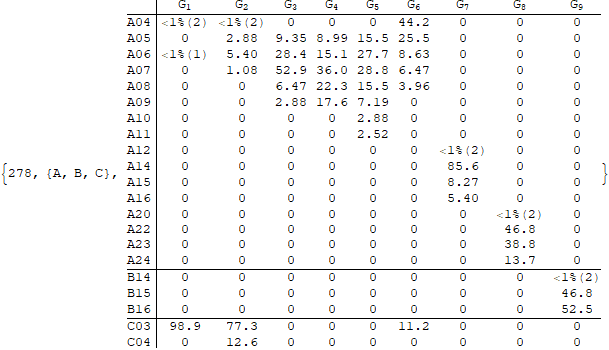 G1 G2 G3 G4 G5 G6 G7 G8 G9
A04 <1%(2) <1%(2) 0 0 0 44.2 0 0 0
A05 0 2.88 9.35 8.99 15.5 25.5 0 0 0
A06 <1%(1) 5.40 28.4 15.1 27.7 8.63 0 0 0
A07 0 1.08 52.9 36.0 28.8 6.47 0 0 0
A08 0 0 6.47 22.3 15.5 3.96 0 0 0
A09 0 0 2.88 17.6 7.19 0 0 0 0
A10 0 0 0 0 2.88 0 0 0 0
A11 0 0 0 0 2.52 0 0 0 0
A12 0 0 0 0 0 0 <1%(2) 0 0
{278, {A, B, C}, A14 0 0 0 0 0 0 85.6 0 0 }
A15 0 0 0 0 0 0 8.27 0 0
A16 0 0 0 0 0 0 5.40 0 0
A20 0 0 0 0 0 0 0 <1%(2) 0
A22 0 0 0 0 0 0 0 46.8 0
A23 0 0 0 0 0 0 0 38.8 0
A24 0 0 0 0 0 0 0 13.7 0
B14 0 0 0 0 0 0 0 0 <1%(2)
B15 0 0 0 0 0 0 0 0 46.8
B16 0 0 0 0 0 0 0 0 52.5
C03 98.9 77.3 0 0 0 11.2 0 0 0
C04 0 12.6 0 0 0 0 0 0 0